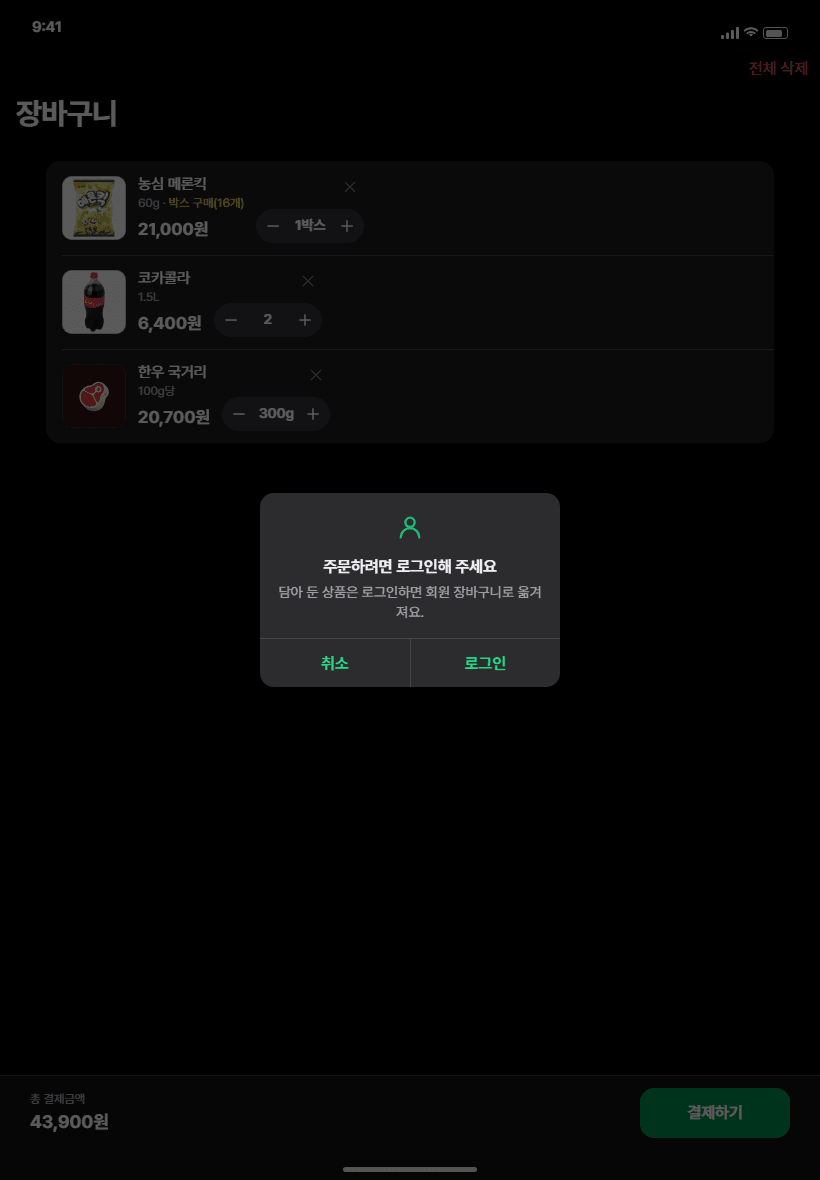 9:41
전체 삭제
장바구니
농심 메론킥
60g · 박스 구매(16개)
21,000원
1박스
코카콜라
1.5L
6,400원
2
한우 국거리
100g당
20,700원
300g
주문하려면 로그인해 주세요
담아 둔 상품은 로그인하면 회원 장바구니로 옮겨
져요.
취소
로그인
총 결제금액
43,900원
결제하기